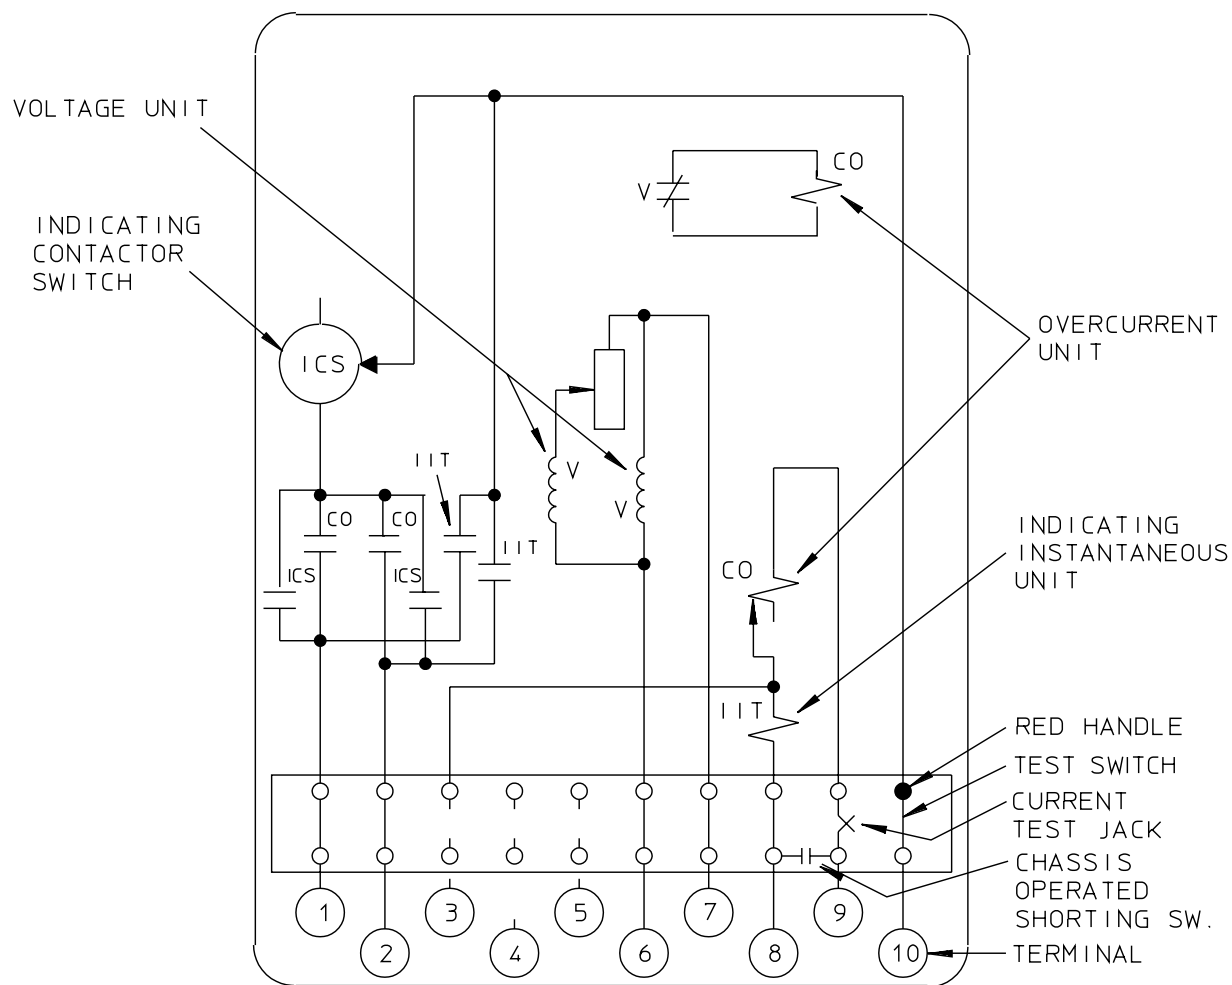 VOLTAGE UNIT
INDICATING
CONTACTOR
SWITCH
CO
V
OVERCURRENT
UNIT
ICS
IIT
V
V
CO
CO
IIT
ICS
ICS
CO
INDICATING
INSTANTANEOUS
UNIT
IIT
RED HANDLE
TEST SWITCH
CURRENT
TEST JACK
CHASSIS
OPERATED
SHORTING SW.
TERMINAL
1
3
5
7
9
2
4
6
8
10